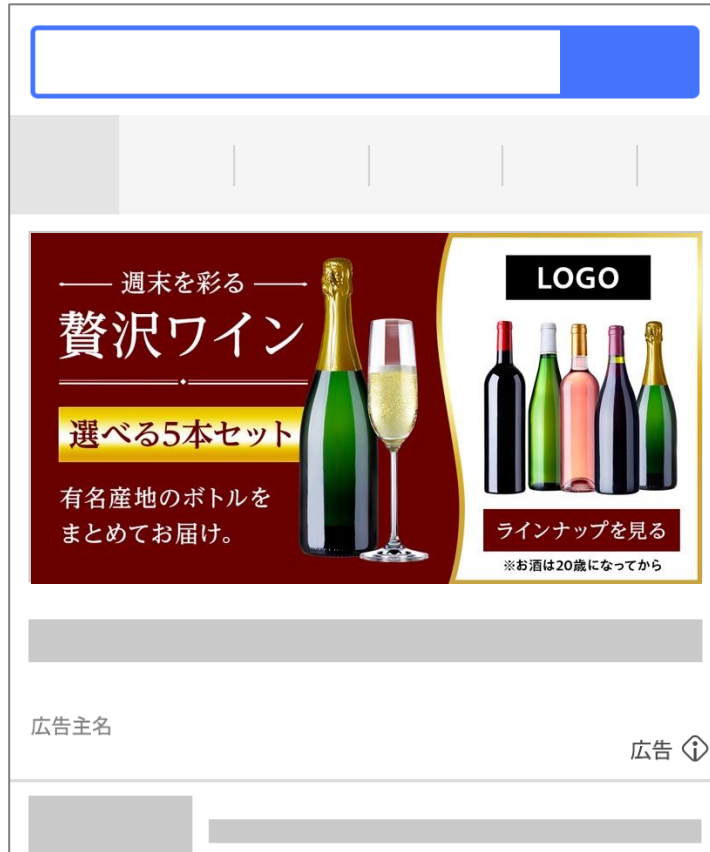 週末を彩る
贅沢ワイン
選べる5本セット
有名産地のボトルを
まとめてお届け。
LOGO
ラインナップを見る
※お酒は20歳になってから
広告主名
広告